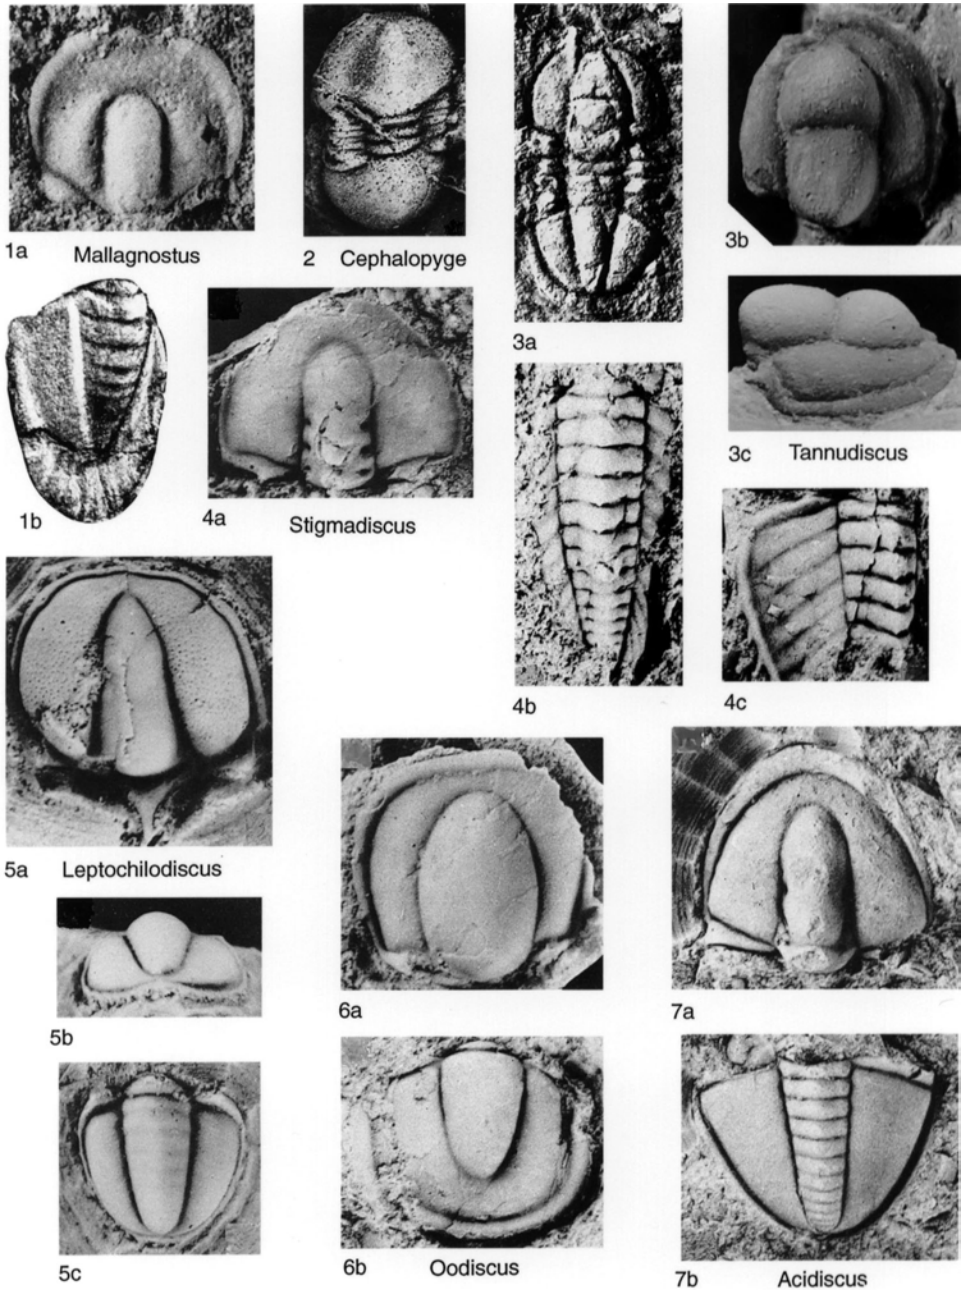 1a Mallagnostus
2 Cephalopyge
3a
3b
1b
4a
Stigmadiscus
3c Tannudiscus
4b
4c
5a Leptochilodiscus
5b
6a
7a
5c
6b Oodiscus
7b Acidiscus